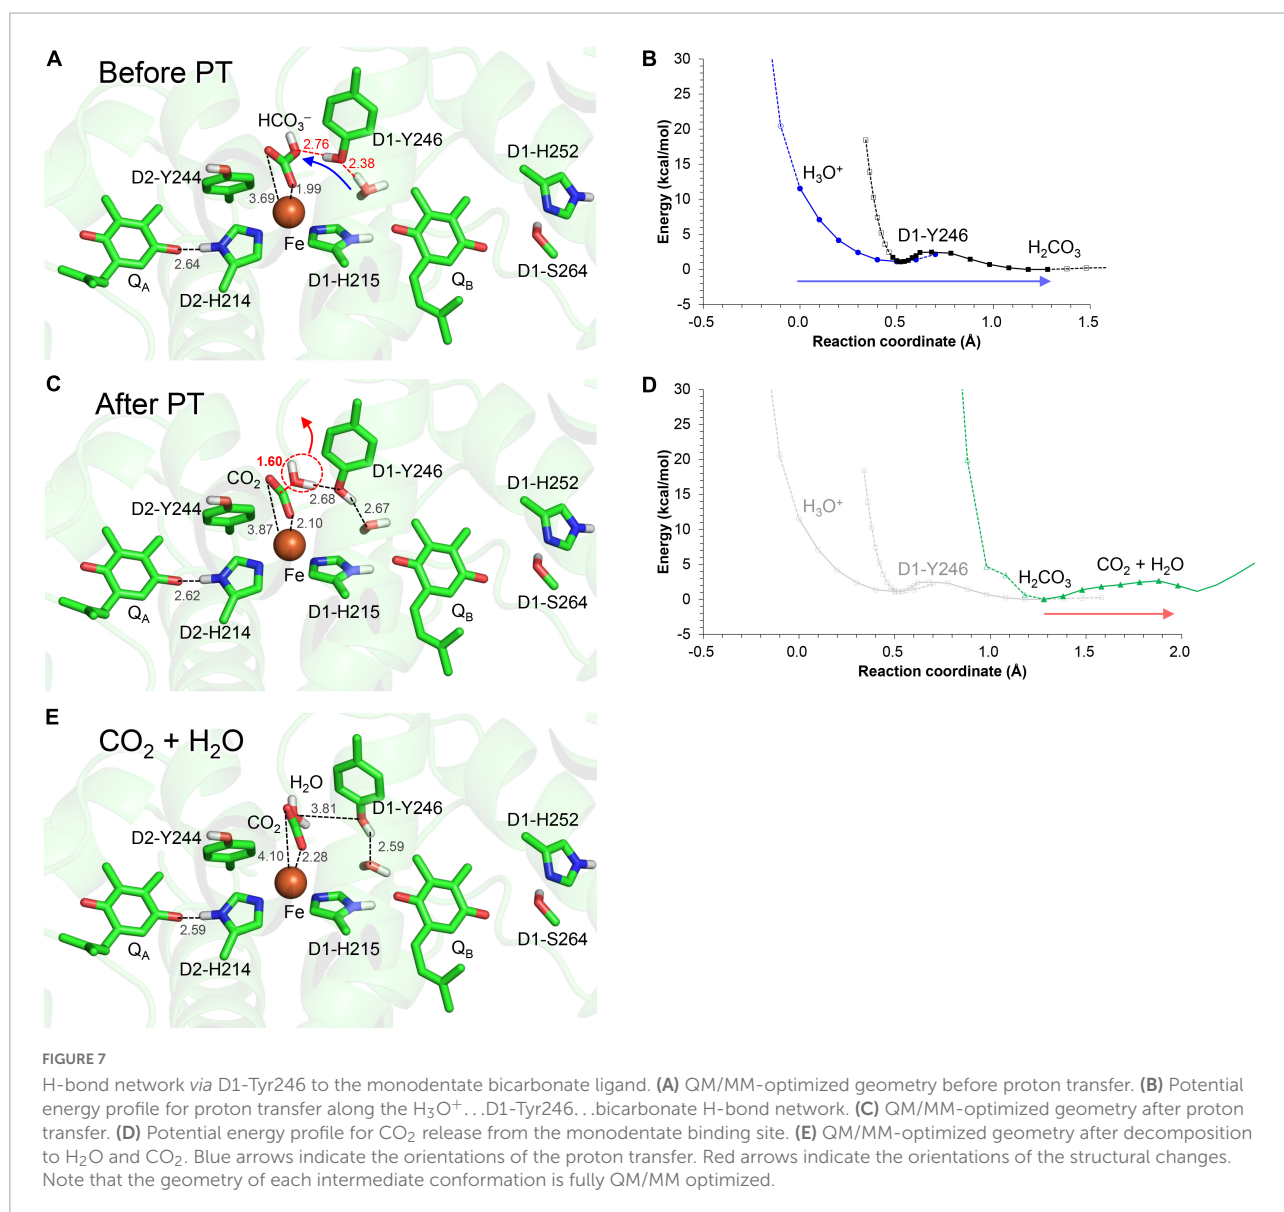 A
Before PT
HCO₃⁻
D1-Y246
2.76
2.38
D2-Y244
3.69
1.99
D1-H252
Fe
2.64
Q_A
D2-H214
D1-H215
Q_B
D1-S264
B
Energy (kcal/mol)
30
25
20
15
10
5
0
-5
H₃O⁺
D1-Y246
H₂CO₃
-0.5 0.0 0.5 1.0 1.5
Reaction coordinate (Å)
C
After PT
1.60
CO₂
D1-Y246
2.68
2.67
D2-Y244
3.87
2.10
D1-H252
Fe
2.62
Q_A
D2-H214
D1-H215
Q_B
D1-S264
D
Energy (kcal/mol)
30
25
20
15
10
5
0
-5
H₃O⁺
D1-Y246
H₂CO₃
CO₂ + H₂O
-0.5 0.0 0.5 1.0 1.5 2.0
Reaction coordinate (Å)
E
CO₂ + H₂O
H₂O
3.81
D1-Y246
CO₂
D2-Y244
4.10
2.28
2.59
D1-H252
Fe
2.59
Q_A
D2-H214
D1-H215
Q_B
D1-S264
FIGURE 7
H-bond network via D1-Tyr246 to the monodentate bicarbonate ligand. (A) QM/MM-optimized geometry before proton transfer. (B) Potential
energy profile for proton transfer along the H₃O⁺...D1-Tyr246...bicarbonate H-bond network. (C) QM/MM-optimized geometry after proton
transfer. (D) Potential energy profile for CO₂ release from the monodentate binding site. (E) QM/MM-optimized geometry after decomposition
to H₂O and CO₂. Blue arrows indicate the orientations of the proton transfer. Red arrows indicate the orientations of the structural changes.
Note that the geometry of each intermediate conformation is fully QM/MM optimized.